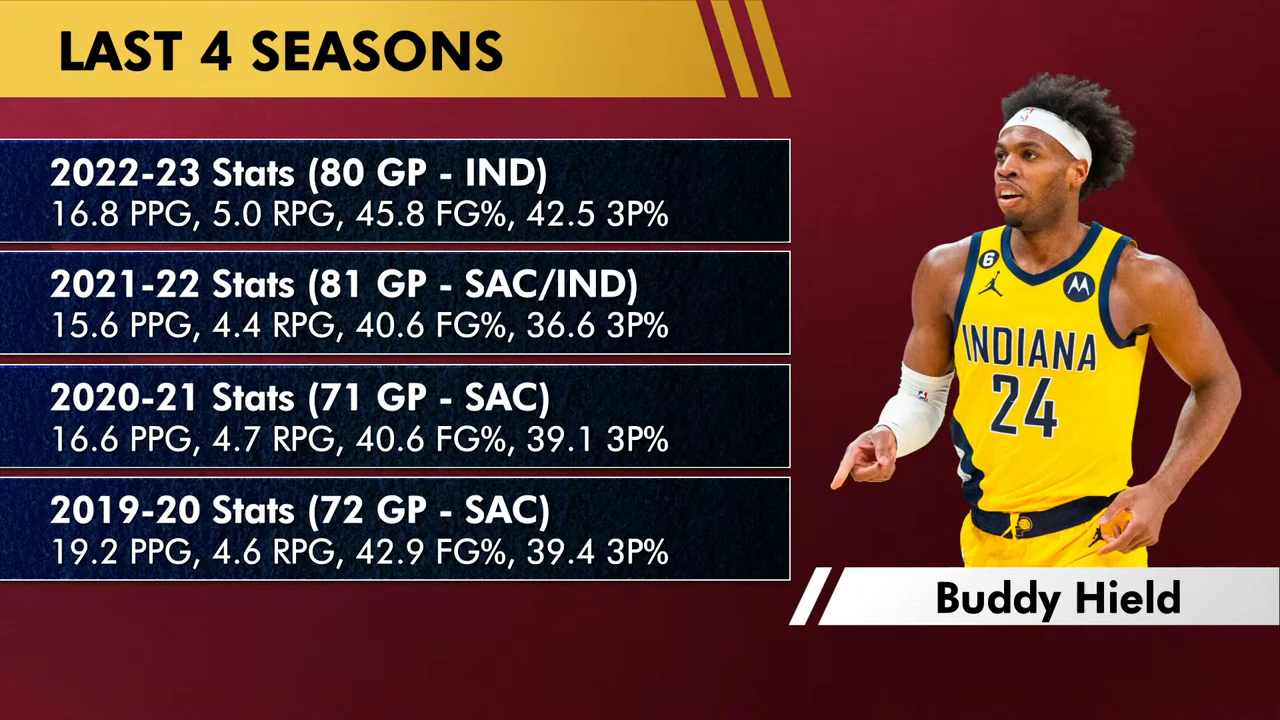 LAST 4 SEASONS
2022-23 Stats (80 GP - IND)
16.8 PPG, 5.0 RPG, 45.8 FG%, 42.5 3P%
2021-22 Stats (81 GP - SAC/IND)
15.6 PPG, 4.4 RPG, 40.6 FG%, 36.6 3P%
2020-21 Stats (71 GP - SAC)
16.6 PPG, 4.7 RPG, 40.6 FG%, 39.1 3P%
2019-20 Stats (72 GP - SAC)
19.2 PPG, 4.6 RPG, 42.9 FG%, 39.4 3P%
6
INDIANA
24
Buddy Hield